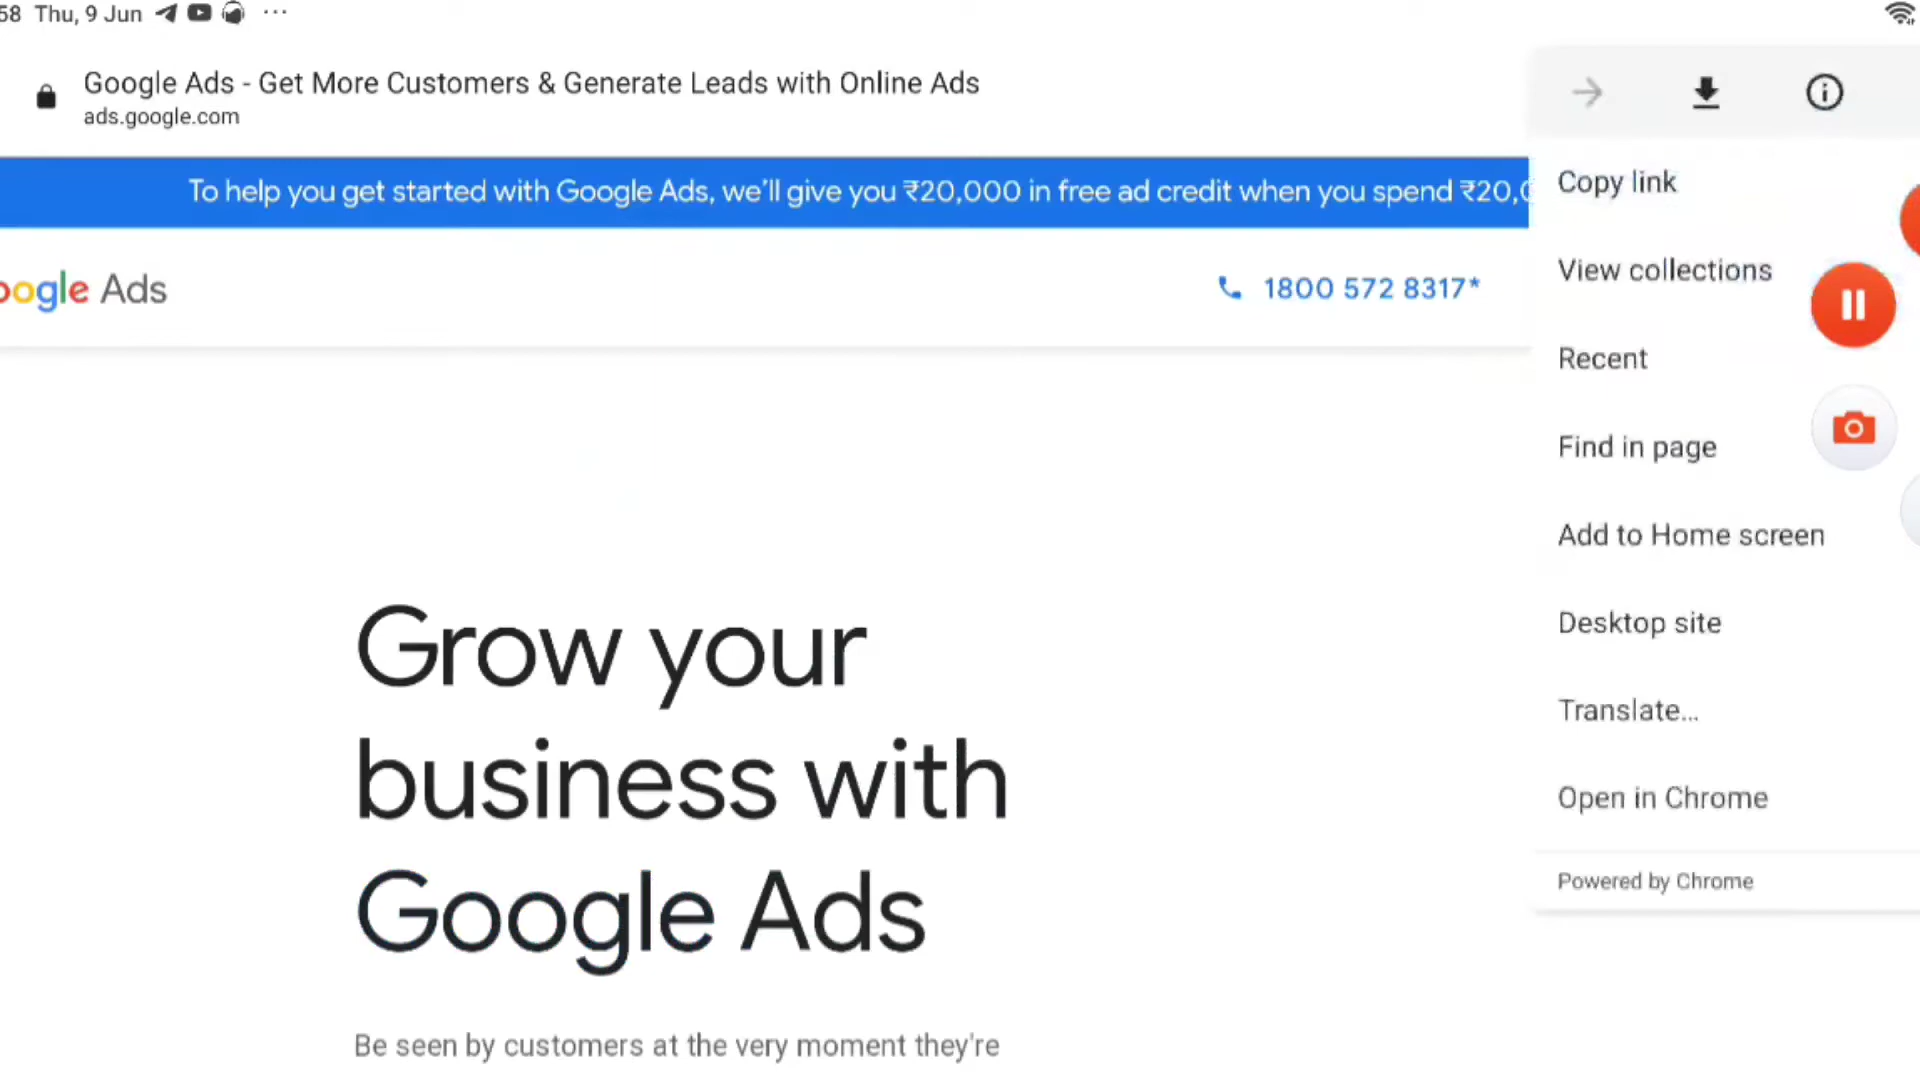 58 Thu, 9 Jun
Google Ads - Get More Customers & Generate Leads with Online Ads
ads.google.com
To help you get started with Google Ads, we'll give you ₹20,000 in free ad credit when you spend ₹20,0
oogle Ads
1800 572 8317*
Grow your
business with
Google Ads
Be seen by customers at the very moment they're
Copy link
View collections
Recent
Find in page
Add to Home screen
Desktop site
Translate...
Open in Chrome
Powered by Chrome